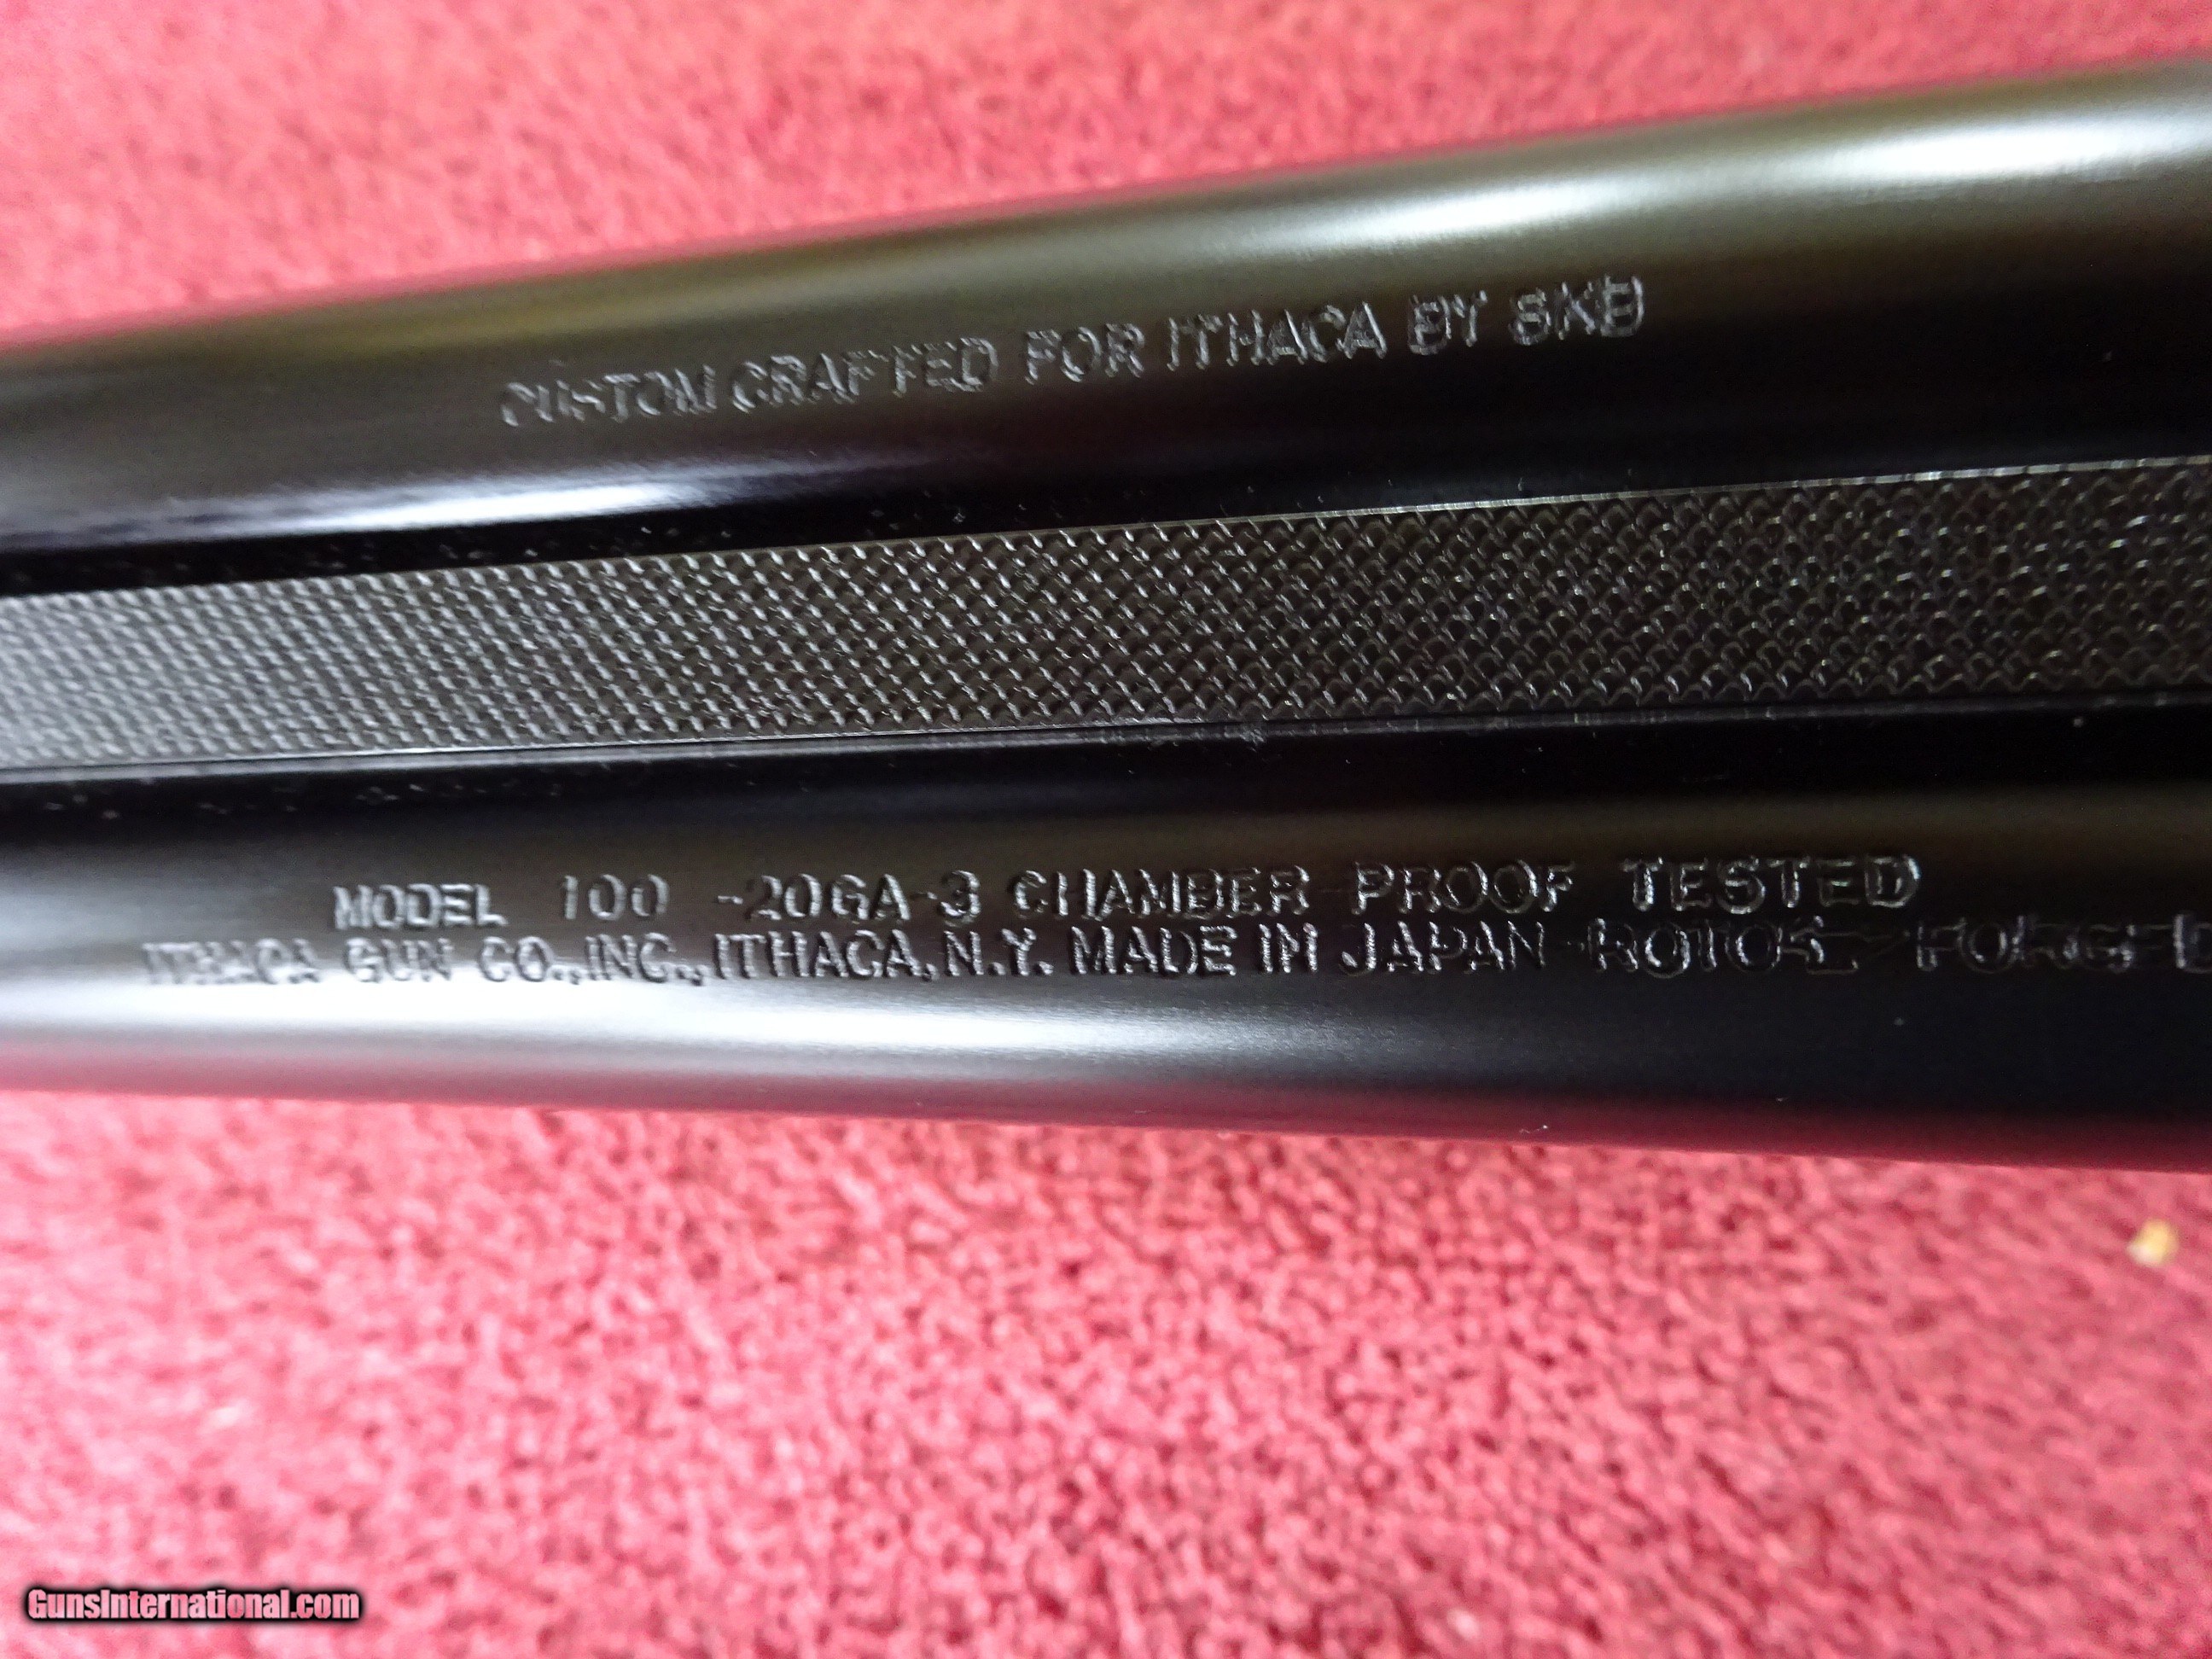 CUSTOM CRAFTED FOR ITHACA BY SKB
MODEL 100 -20GA-3 CHAMBER PROOF TESTED
ITHACA GUN CO.,INC.,ITHACA,N.Y. MADE IN JAPAN FORGED
GunsInternational.com